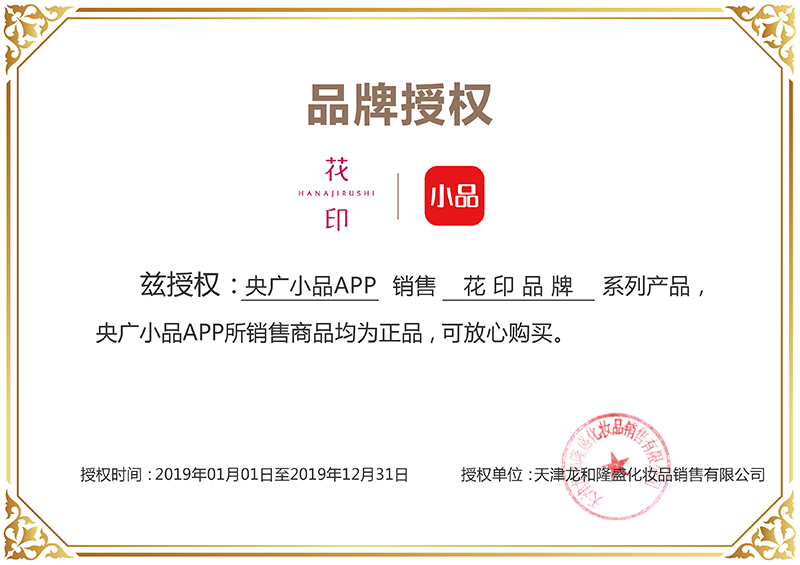 品牌授权
花
HANAJIRUSHI
印
小品
兹授权：央广小品APP 销售 花印品牌 系列产品，
央广小品APP所销售商品均为正品，可放心购买。
授权时间：2019年01月01日至2019年12月31日
授权单位：天津龙和隆盛化妆品销售有限公司
天津龙和隆盛化妆品销售有限公司